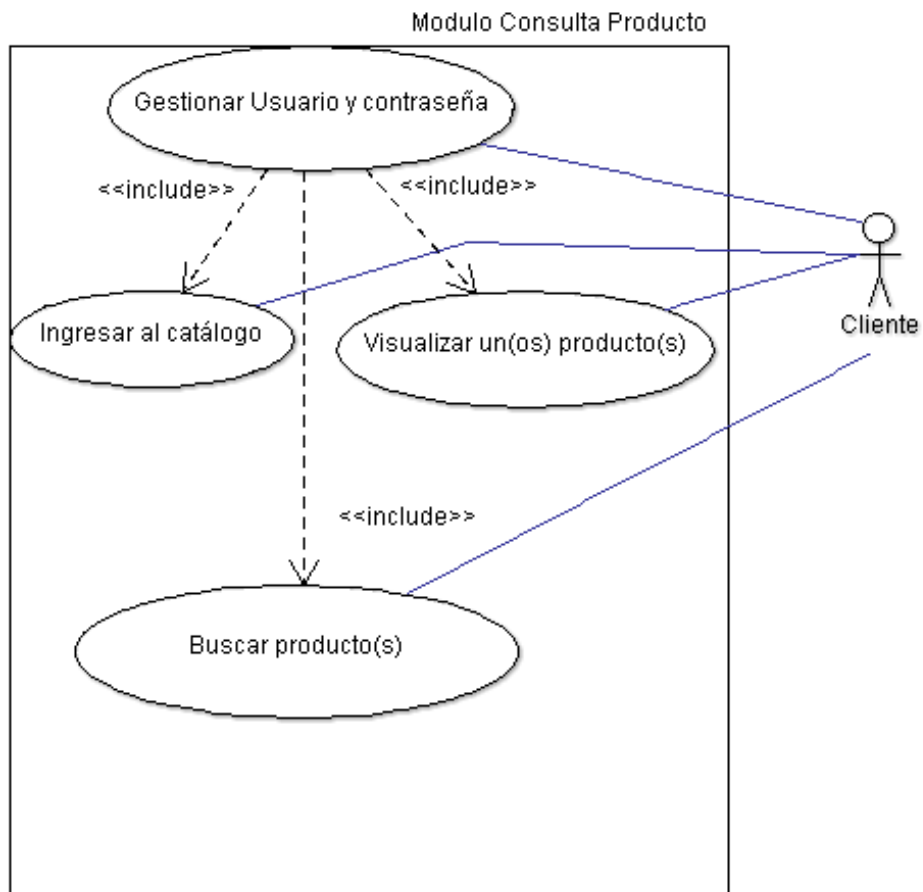 Modulo Consulta Producto
Gestionar Usuario y contraseña
<<include>>
<<include>>
Ingresar al catálogo
Visualizar un(os) producto(s)
Cliente
<<include>>
Buscar producto(s)